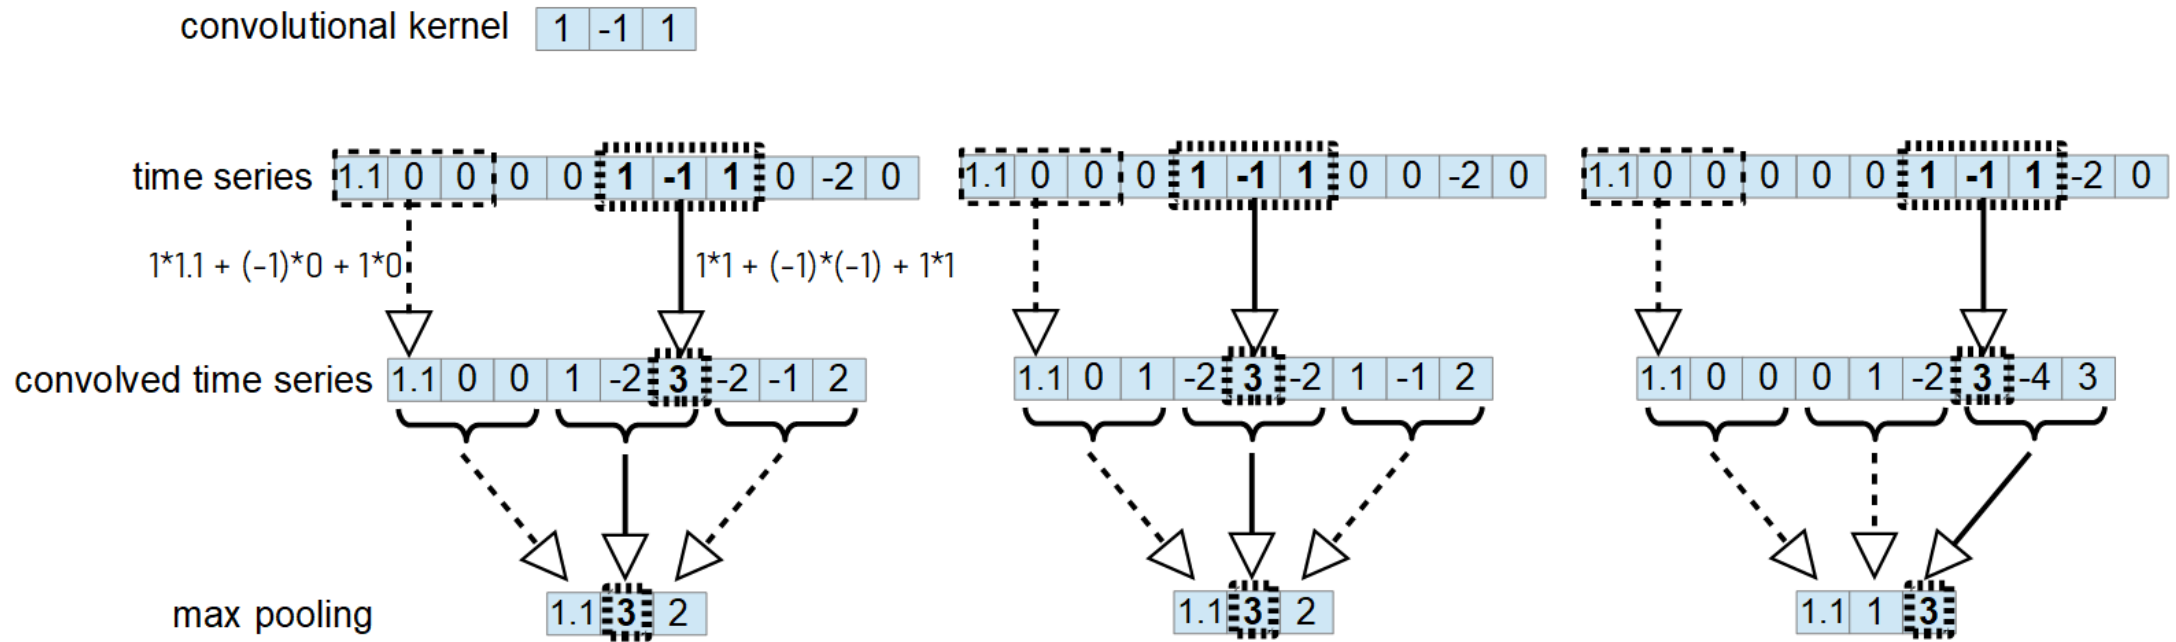 convolutional kernel 1 -1 1
time series 1.1 0 0 0 0 1 -1 1 0 -2 0 1.1 0 0 0 1 -1 1 0 0 -2 0 1.1 0 0 0 0 0 1 -1 1 -2 0
1*1.1 + (-1)*0 + 1*0 1*1 + (-1)*(-1) + 1*1
convolved time series 1.1 0 0 1 -2 3 -2 -1 2 1.1 0 1 -2 3 -2 1 -1 2 1.1 0 0 0 1 -2 3 -4 3
max pooling 1.1 3 2 1.1 3 2 1.1 1 3